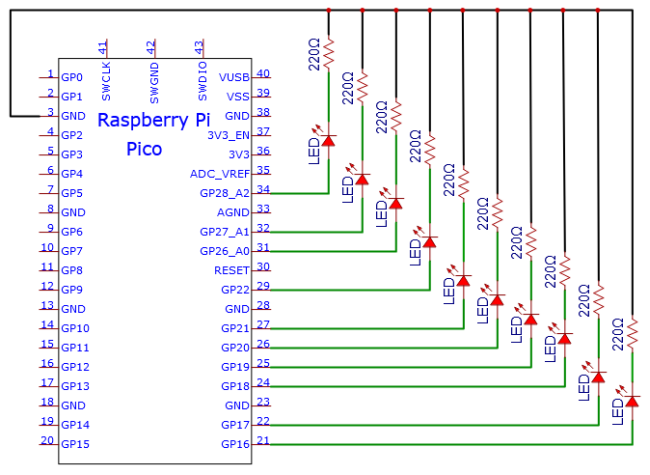 41 42 43
SWCLK SWGND SWDIO
Raspberry Pi
Pico
1 GP0
2 GP1
3 GND
4 GP2
5 GP3
6 GP4
7 GP5
8 GND
9 GP6
10 GP7
11 GP8
12 GP9
13 GND
14 GP10
15 GP11
16 GP12
17 GP13
18 GND
19 GP14
20 GP15
VUSB 40
VSS 39
GND 38
3V3_EN 37
3V3 36
ADC_VREF 35
GP28_A2 34
AGND 33
GP27_A1 32
GP26_A0 31
RESET 30
GP22 29
GND 28
GP21 27
GP20 26
GP19 25
GP18 24
GND 23
GP17 22
GP16 21
220Ω
220Ω
220Ω
220Ω
220Ω
220Ω
220Ω
220Ω
220Ω
220Ω
LED
LED
LED
LED
LED
LED
LED
LED
LED
LED